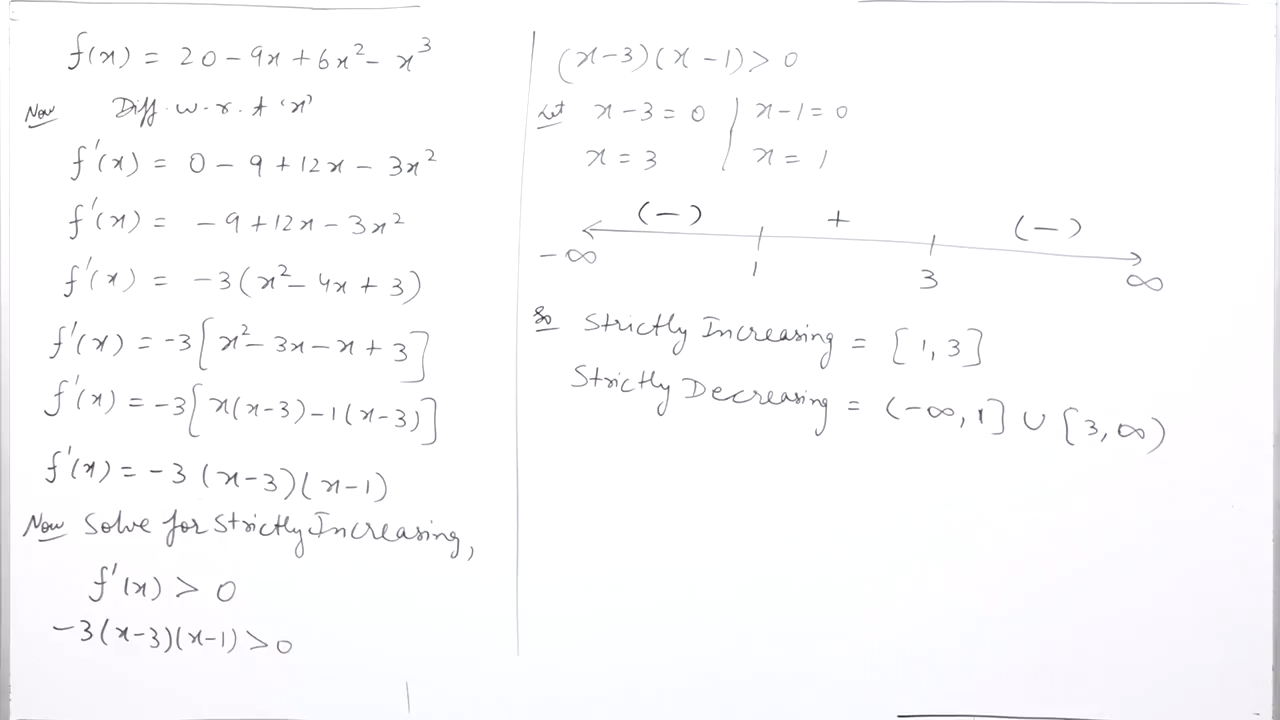 f(x) = 20 - 9x + 6x² - x³
Now Diff. w.r.t 'x'
f'(x) = 0 - 9 + 12x - 3x²
f'(x) = -9 + 12x - 3x²
f'(x) = -3(x² - 4x + 3)
f'(x) = -3[x² - 3x - x + 3]
f'(x) = -3[x(x-3) - 1(x-3)]
f'(x) = -3(x-3)(x-1)
Now Solve for Strictly Increasing,
f'(x) > 0
-3(x-3)(x-1) > 0
(x-3)(x-1) > 0
Let x - 3 = 0 | x - 1 = 0
x = 3 | x = 1
(-) + (-)
-∞ 1 3 ∞
So Strictly Increasing = [1, 3]
Strictly Decreasing = (-∞, 1] ∪ [3, ∞)